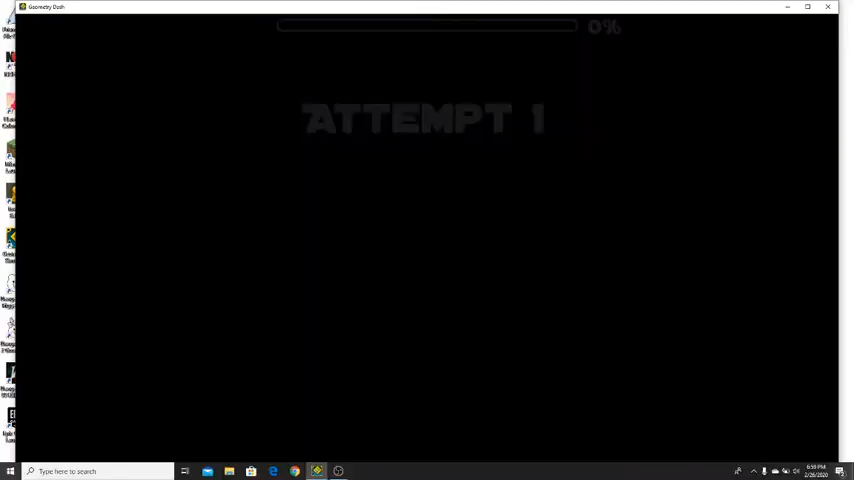 Geometry Dash
0%
ATTEMPT 1
Type here to search
6:59 PM
2/26/2020